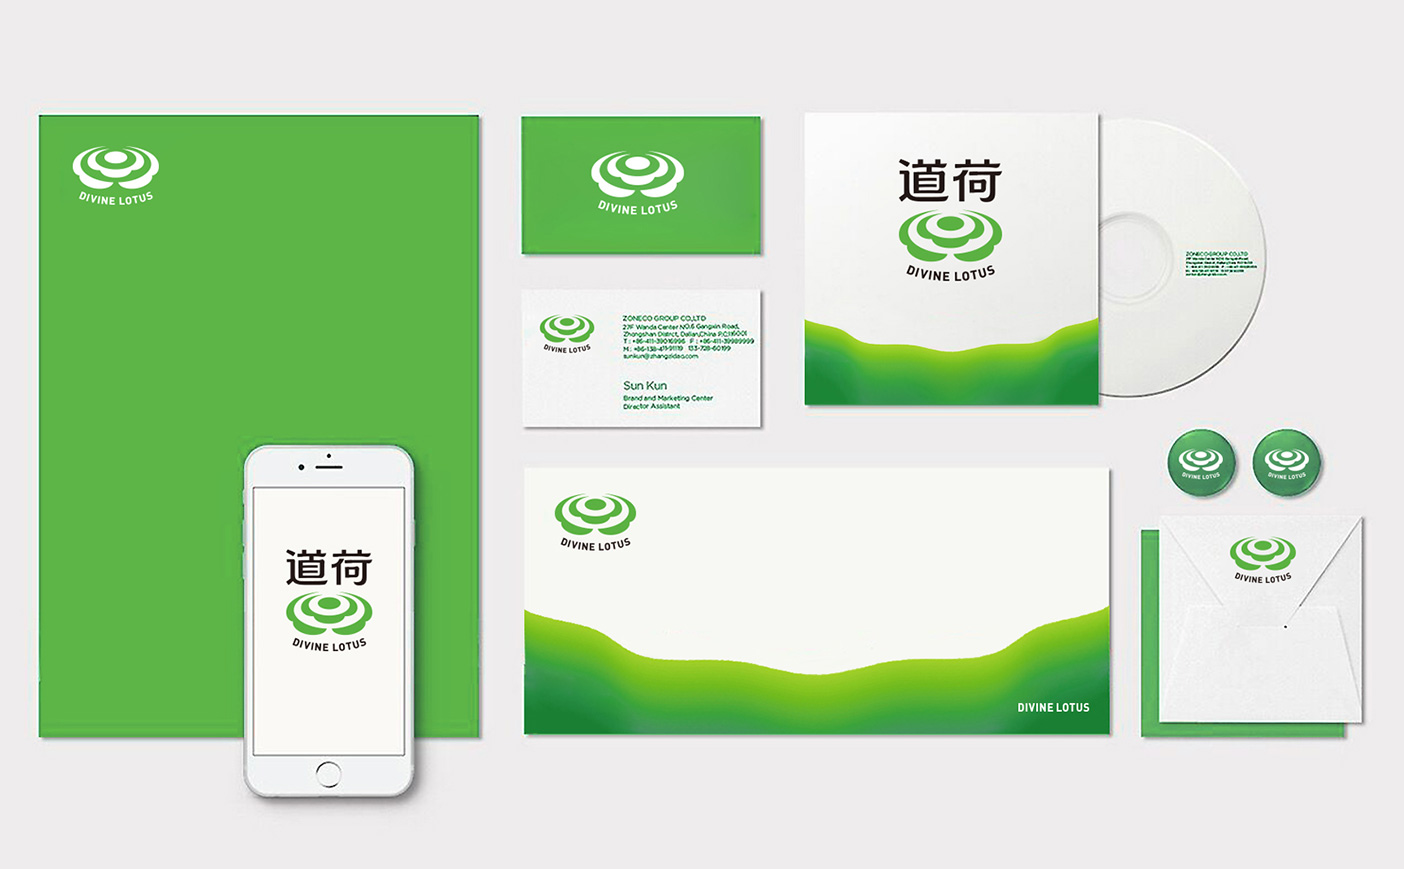 DIVINE LOTUS
道荷
DIVINE LOTUS
DIVINE LOTUS
DIVINE LOTUS
ZONECO GROUP CO,LTD
27F Wanda Center NO.6 Gangxin Road,
Zhongshan District, Dalian,China P.C.116001
T : +86-411-39016996 F : +86-411-39989999
M : +86-138-4119-1119 133-728-60199
sunkun@zhangzidao.com
Sun Kun
Brand and Marketing Center
Director Assistant
道荷
DIVINE LOTUS
ZONECO GROUP CO,LTD
DIVINE LOTUS
DIVINE LOTUS
DIVINE LOTUS
DIVINE LOTUS
DIVINE LOTUS